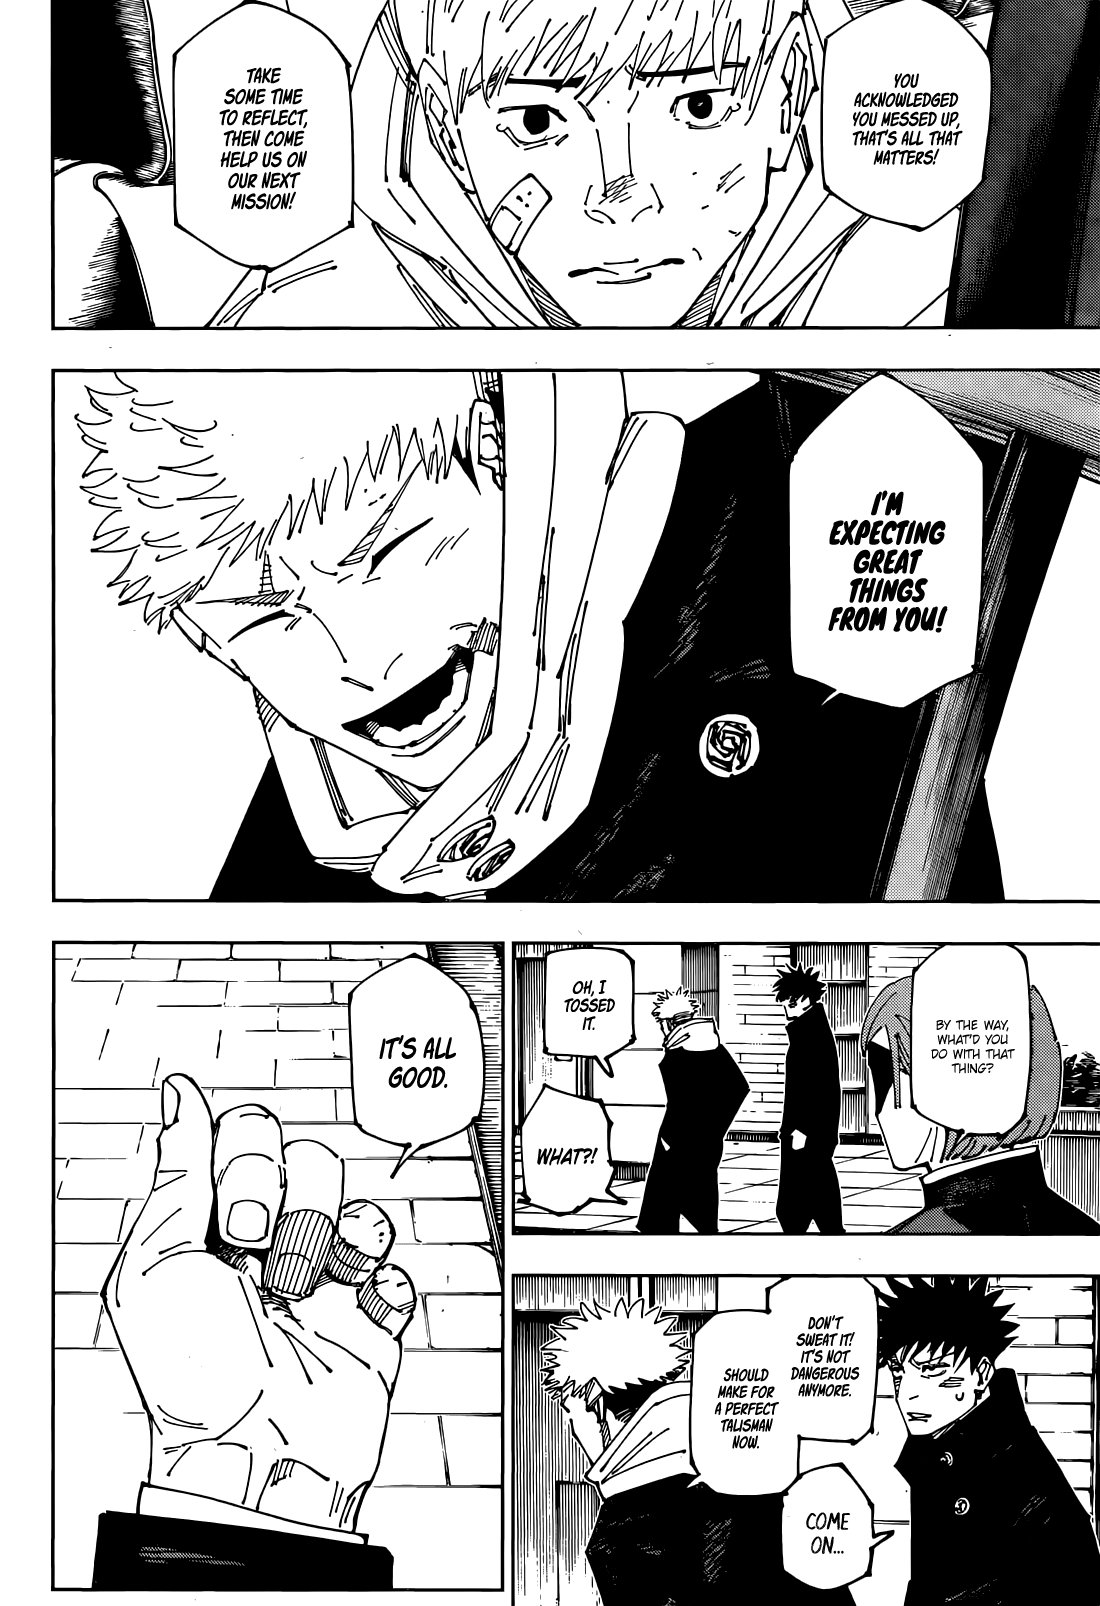 YOU
ACKNOWLEDGED
YOU MESSED UP,
THAT'S ALL THAT
MATTERS!
TAKE
SOME TIME
TO REFLECT,
THEN COME
HELP US ON
OUR NEXT
MISSION!
I'M
EXPECTING
GREAT
THINGS
FROM YOU!
BY THE WAY,
WHAT'D YOU
DO WITH THAT
THING?
OH, I
TOSSED
IT.
WHAT?!
DON'T
SWEAT IT!
IT'S NOT
DANGEROUS
ANYMORE.
SHOULD
MAKE FOR
A PERFECT
TALISMAN
NOW.
COME
ON...
IT'S ALL
GOOD.